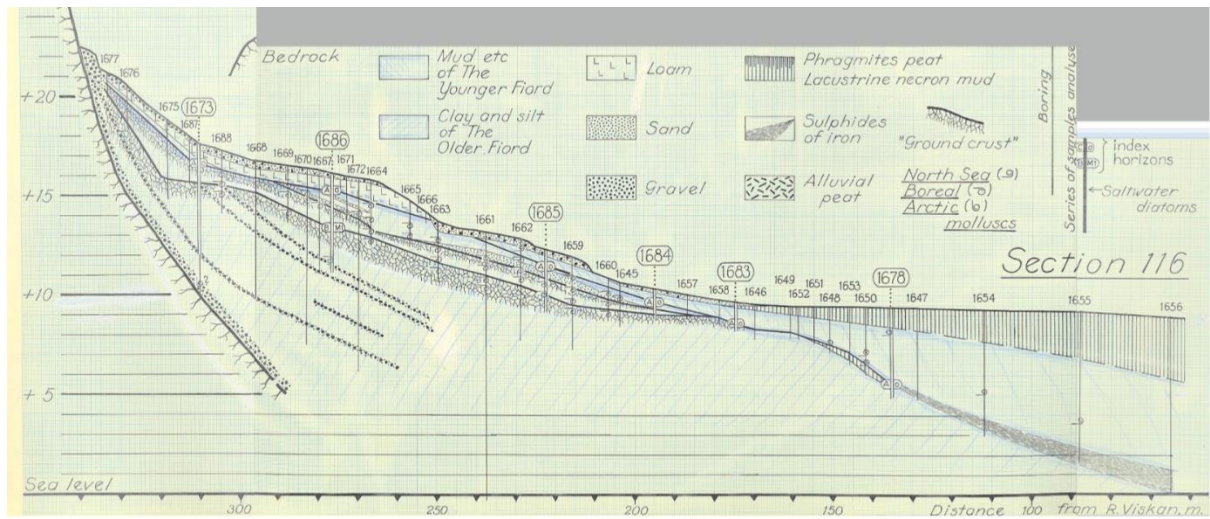 Bedrock
Mud etc
of The
Younger Fiord
Clay and silt
of The
Older Fiord
Loam
Sand
Gravel
Phragmites peat
Lacustrine necron mud
Sulphides
of iron
"Ground crust"
Alluvial
peat
North Sea
Boreal
Arctic
molluscs
Boring
Series of samples analyse
index
horizons
Saltwater
diatoms
Section 116
1677
1676
1675
1687
1673
1688
1668
1669
1670
1667
1686
1671
1672
1664
1665
1666
1663
1661
1662
1685
1659
1660
1645
1684
1657
1658
1683
1646
1649
1652
1651
1648
1653
1650
1678
1647
1654
1655
1656
+20
+15
+10
+5
Sea level
300
250
200
150
Distance 100 from R. Viskan. m.